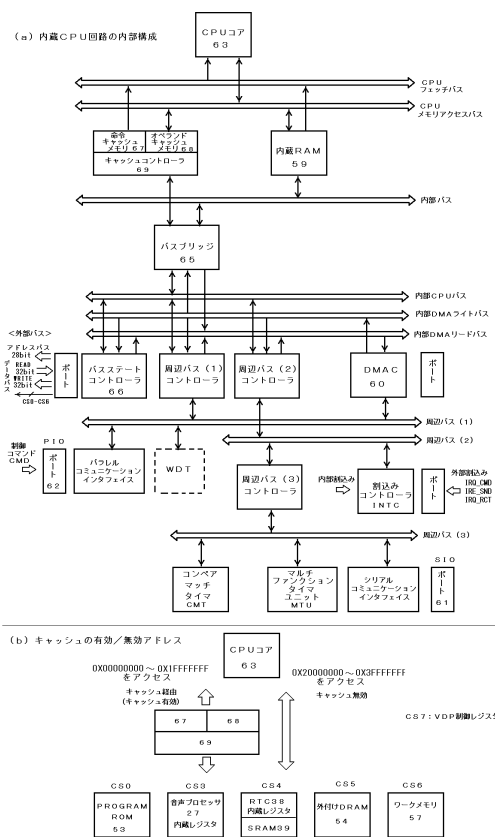 (a) 内蔵CPU回路の内部構成
CPUコア
63
CPU
フェッチバス
CPU
メモリアクセスバス
命令
キャッシュ
メモリ67
オペランド
キャッシュ
メモリ68
キャッシュコントローラ
69
内蔵RAM
59
内部バス
バスブリッジ
65
内部CPUバス
内部DMAライトバス
内部DMAリードバス
<外部バス>
アドレスバス
28bit
データバス
READ
32bit
WRITE
32bit
CS0-CS6
ポート
バスステート
コントローラ
66
周辺バス(1)
コントローラ
周辺バス(2)
コントローラ
DMAC
60
ポート
周辺バス(1)
周辺バス(2)
制御
コマンド
CMD
PIO
ポート
62
パラレル
コミュニケーション
インタフェイス
WDT
周辺バス(3)
コントローラ
内部割込み
割込み
コントローラ
INTC
ポート
外部割込み
IRQ_CMD
IRE_SND
IRQ_RCT
周辺バス(3)
コンペア
マッチ
タイマ
CMT
マルチ
ファンクション
タイマ
ユニット
MTU
シリアル
コミュニケーション
インタフェイス
SIO
ポート
61
(b) キャッシュの有効/無効アドレス
CPUコア
63
0X00000000~0X1FFFFFFF
をアクセス
0X20000000~0X3FFFFFFF
をアクセス
キャッシュ経由
(キャッシュ有効)
キャッシュ無効
67
68
69
CS7:VDP制御レジスタ
CS0
PROGRAM
ROM
53
CS3
音声プロセッサ
27
内蔵レジスタ
CS4
RTC38
内蔵レジスタ
SRAM39
CS5
外付けDRAM
54
CS6
ワークメモリ
57